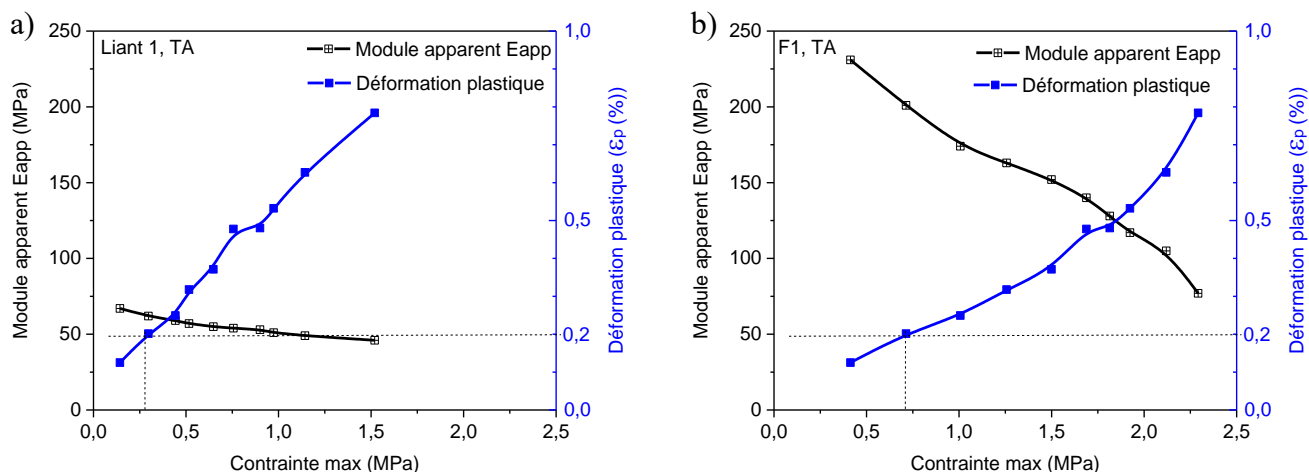 a)
Liant 1, TA
Module apparent Eapp
Déformation plastique
Module apparent Eapp (MPa)
250
200
150
100
50
0
0,0
0,5
1,0
1,5
2,0
2,5
Contrainte max (MPa)
1,0
0,5
0,2
0,0
Déformation plastique (εp (%))
b)
F1, TA
Module apparent Eapp
Déformation plastique
Module apparent Eapp (MPa)
250
200
150
100
50
0
0,0
0,5
1,0
1,5
2,0
2,5
Contrainte max (MPa)
1,0
0,5
0,2
0,0
Déformation plastique (εp (%))